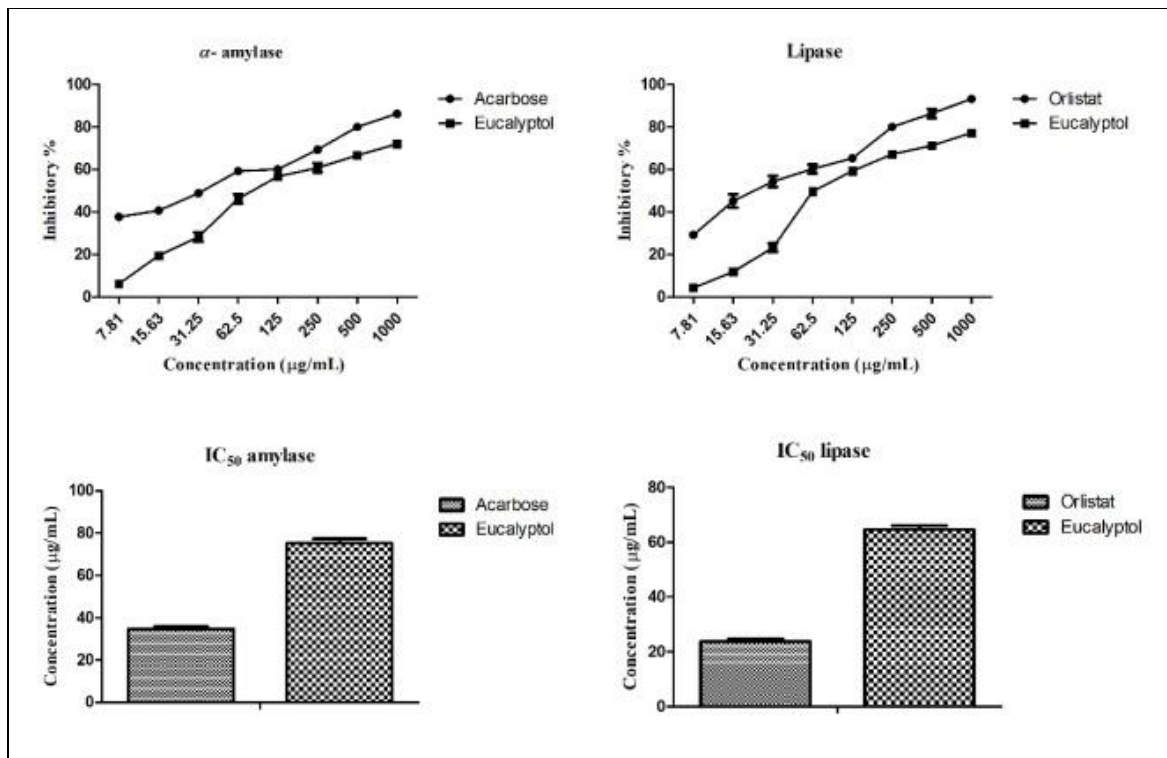 α- amylase
100
80
60
40
20
0
Inhibitory %
7.81
15.63
31.25
62.5
125
250
500
1000
Concentration (μg/mL)
Acarbose
Eucalyptol
Lipase
100
80
60
40
20
0
Inhibitory %
7.81
15.63
31.25
62.5
125
250
500
1000
Concentration (μg/mL)
Orlistat
Eucalyptol
IC50 amylase
100
80
60
40
20
0
Concentration (μg/mL)
Acarbose
Eucalyptol
IC50 lipase
80
60
40
20
0
Concentration (μg/mL)
Orlistat
Eucalyptol